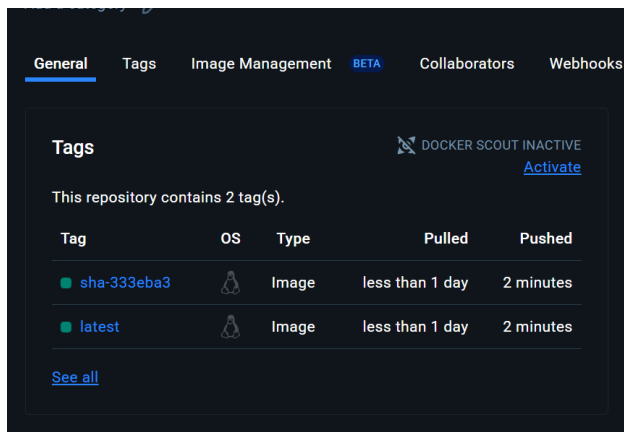 Add a category
General Tags Image Management BETA Collaborators Webhooks
Tags
DOCKER SCOUT INACTIVE
Activate
This repository contains 2 tag(s).
Tag OS Type Pulled Pushed
sha-333eba3 Image less than 1 day 2 minutes
latest Image less than 1 day 2 minutes
See all